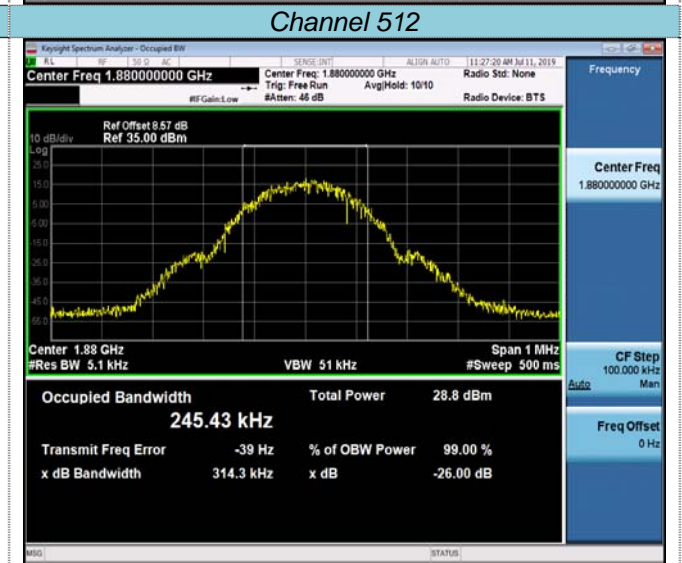 Channel 512
Keysight Spectrum Analyzer - Occupied BW
RL RF 50 Ω AC SENSE:INT ALIGN AUTO 11:27:20 AM Jul 11, 2019
Center Freq 1.880000000 GHz
Center Freq: 1.880000000 GHz
Radio Std: None
Trig: Free Run Avg|Hold: 10/10
#IFGain:Low #Atten: 46 dB Radio Device: BTS
Ref Offset 8.57 dB
10 dB/div Ref 35.00 dBm
Log
25.0
15.0
5.00
-5.00
-15.0
-25.0
-35.0
-45.0
-55.0
Center 1.88 GHz Span 1 MHz
#Res BW 5.1 kHz VBW 51 kHz #Sweep 500 ms
Occupied Bandwidth Total Power 28.8 dBm
245.43 kHz
Transmit Freq Error -39 Hz % of OBW Power 99.00 %
x dB Bandwidth 314.3 kHz x dB -26.00 dB
MSG STATUS
Frequency
Center Freq
1.880000000 GHz
CF Step
100.000 kHz
Auto Man
Freq Offset
0 Hz